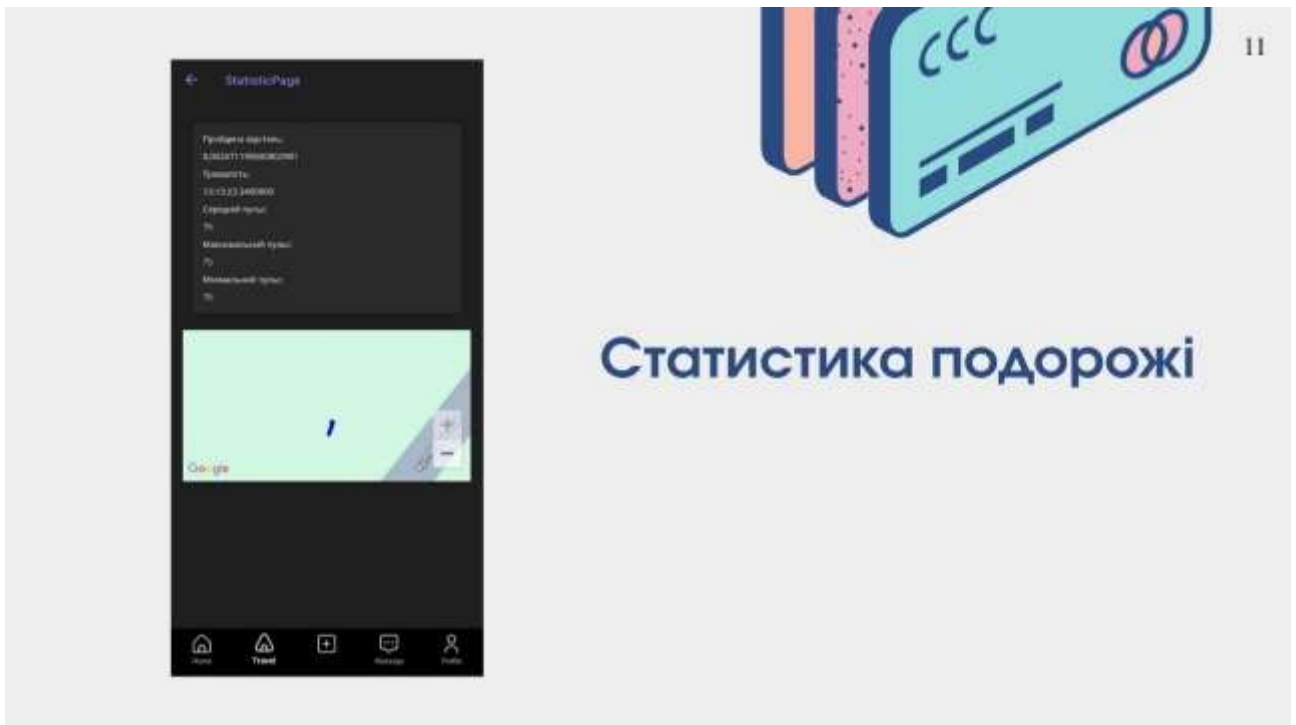 11
StatisticPage
Пройдена відстань:
Тривалість:
Середній пульс:
Максимальний пульс:
Мінімальний пульс:
Google
Home
Travel
Message
Profile
Статистика подорожі